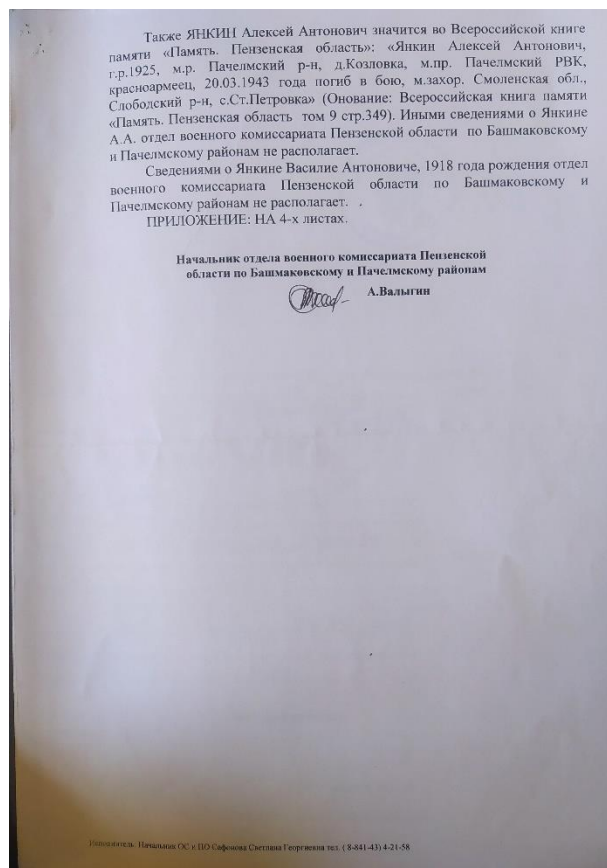 Также ЯНКИН Алексей Антонович значится во Всероссийской книге
памяти «Память. Пензенская область»: «Янкин Алексей Антонович,
г.р.1925, м.р. Пачелмский р-н, д.Козловка, м.пр. Пачелмский РВК,
красноармеец, 20.03.1943 года погиб в бою, м.захор. Смоленская обл.,
Слободский р-н, с.Ст.Петровка» (Онование: Всероссийская книга памяти
«Память. Пензенская область том 9 стр.349). Иными сведениями о Янкине
А.А. отдел военного комиссариата Пензенской области по Башмаковскому
и Пачелмскому районам не располагает.
Сведениями о Янкине Василие Антоновиче, 1918 года рождения отдел
военного комиссариата Пензенской области по Башмаковскому и
Пачелмскому районам не располагает.
ПРИЛОЖЕНИЕ: НА 4-х листах.
Начальник отдела военного комиссариата Пензенской
области по Башмаковскому и Пачелмскому районам
А.Валыгин
Исполнитель. Начальник ОС и ПО Сафонова Светлана Георгиевна тел. ( 8-841-43) 4-21-58